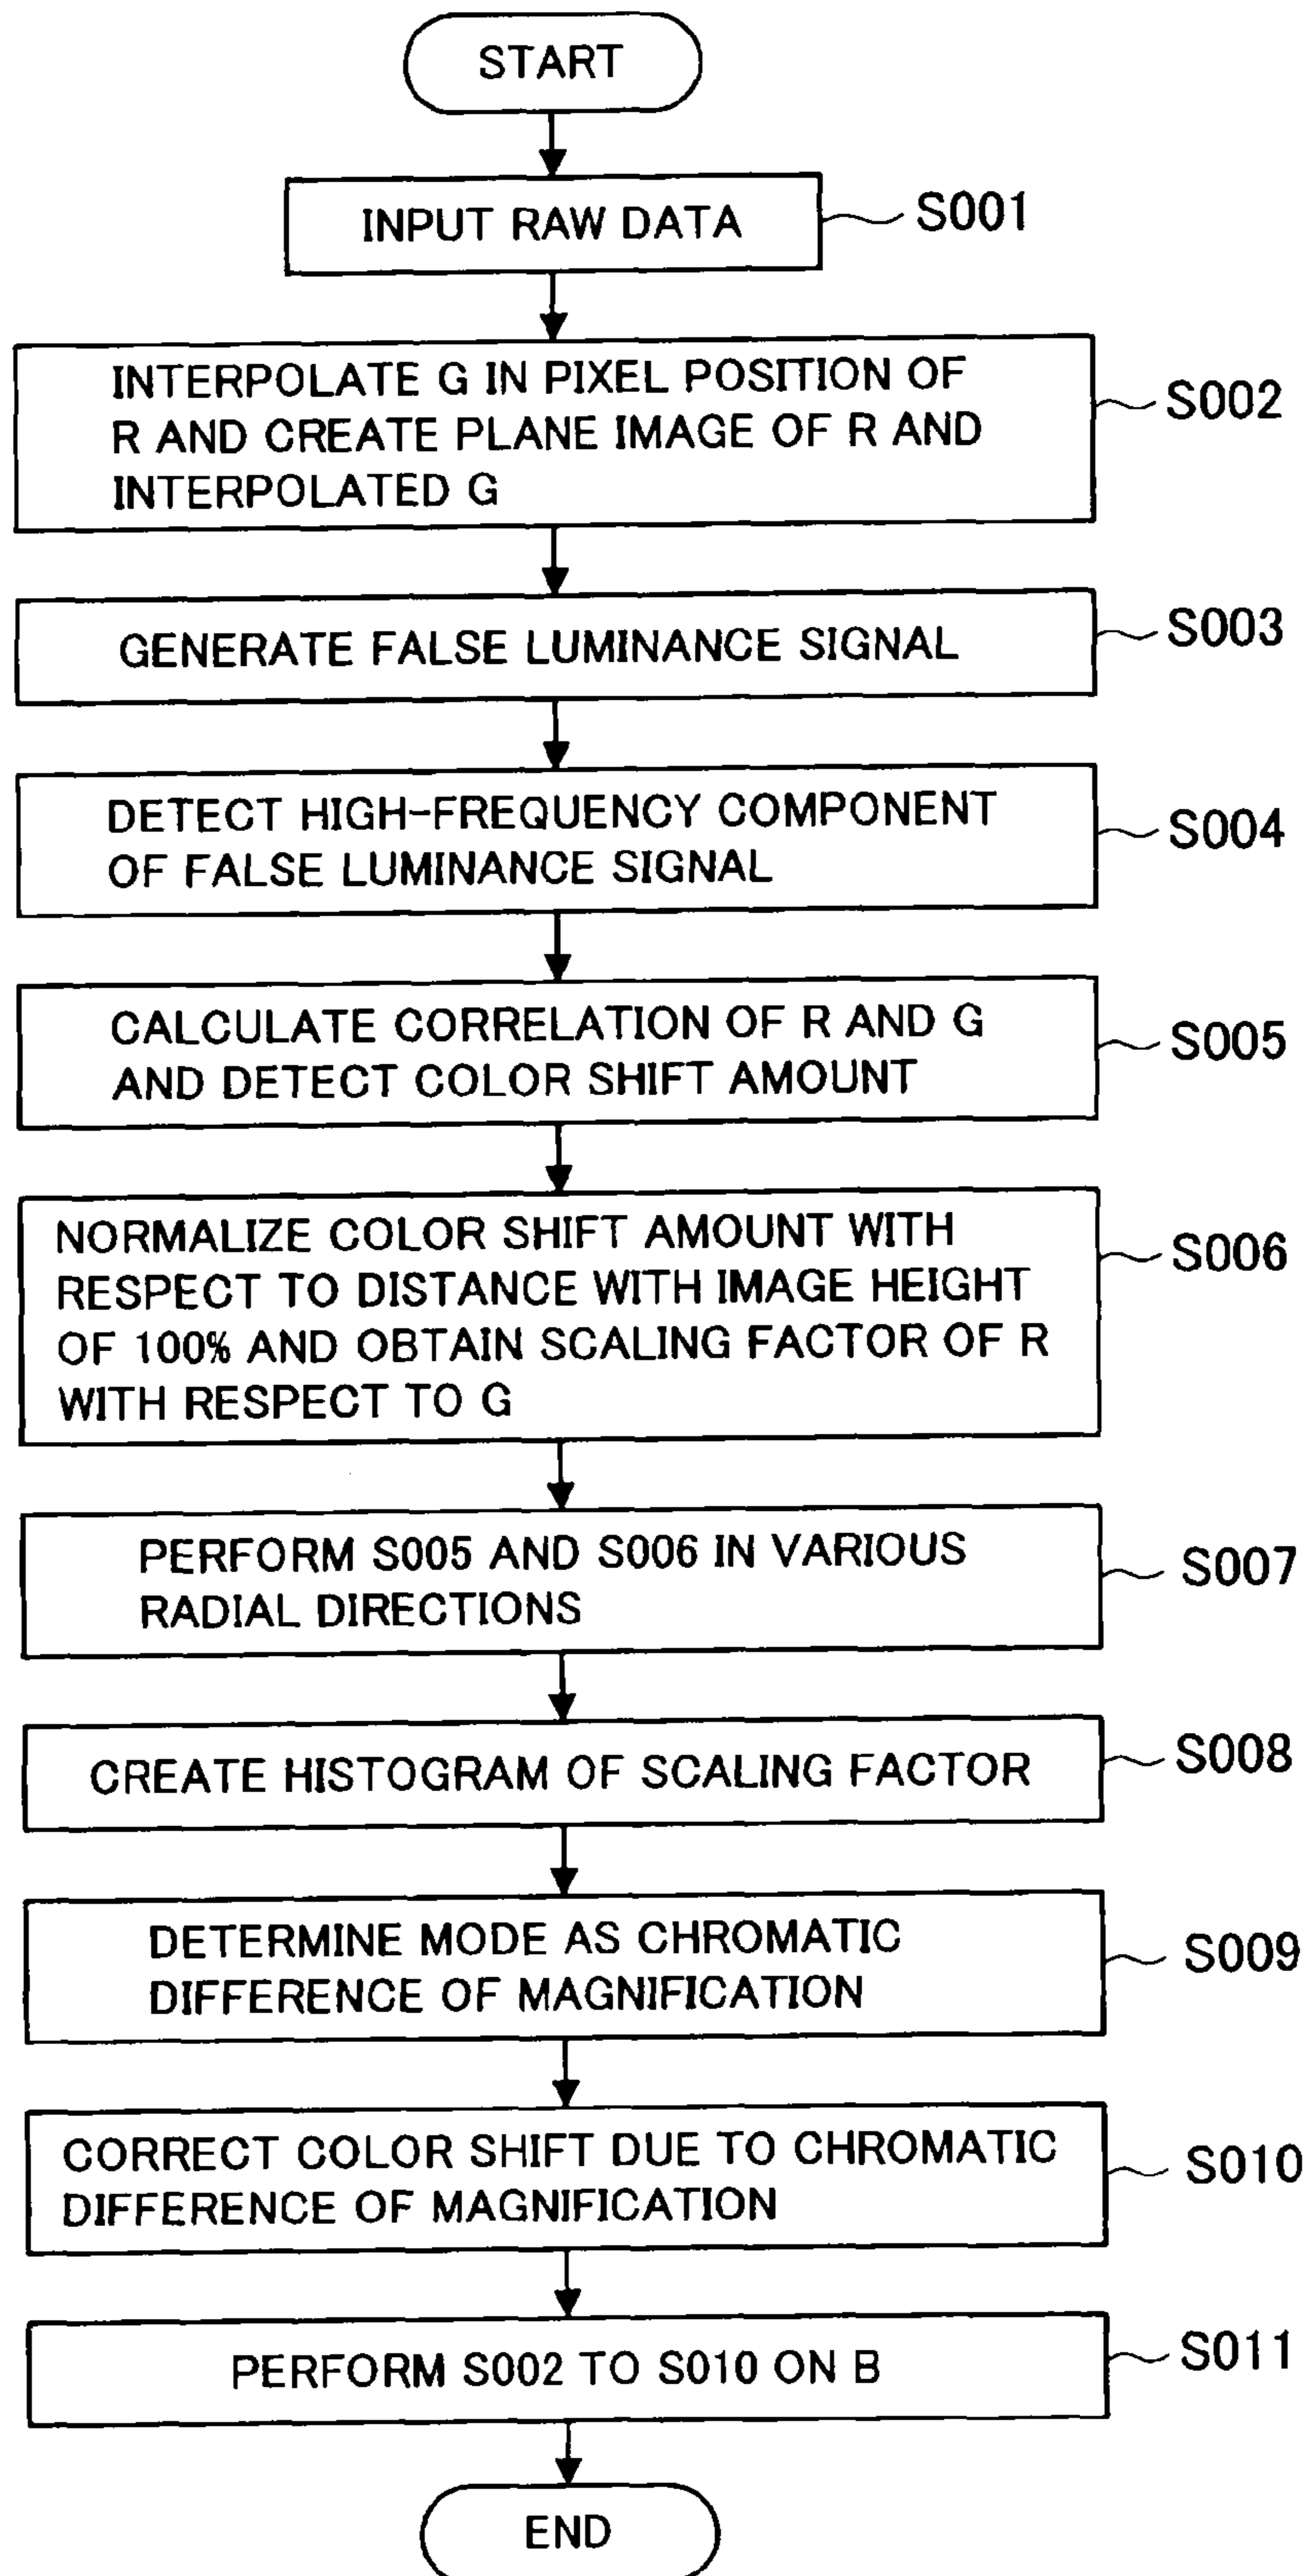 START
INPUT RAW DATA
S001
INTERPOLATE G IN PIXEL POSITION OF
R AND CREATE PLANE IMAGE OF R AND
INTERPOLATED G
S002
GENERATE FALSE LUMINANCE SIGNAL
S003
DETECT HIGH-FREQUENCY COMPONENT
OF FALSE LUMINANCE SIGNAL
S004
CALCULATE CORRELATION OF R AND G
AND DETECT COLOR SHIFT AMOUNT
S005
NORMALIZE COLOR SHIFT AMOUNT WITH
RESPECT TO DISTANCE WITH IMAGE HEIGHT
OF 100% AND OBTAIN SCALING FACTOR OF R
WITH RESPECT TO G
S006
PERFORM S005 AND S006 IN VARIOUS
RADIAL DIRECTIONS
S007
CREATE HISTOGRAM OF SCALING FACTOR
S008
DETERMINE MODE AS CHROMATIC
DIFFERENCE OF MAGNIFICATION
S009
CORRECT COLOR SHIFT DUE TO CHROMATIC
DIFFERENCE OF MAGNIFICATION
S010
PERFORM S002 TO S010 ON B
S011
END